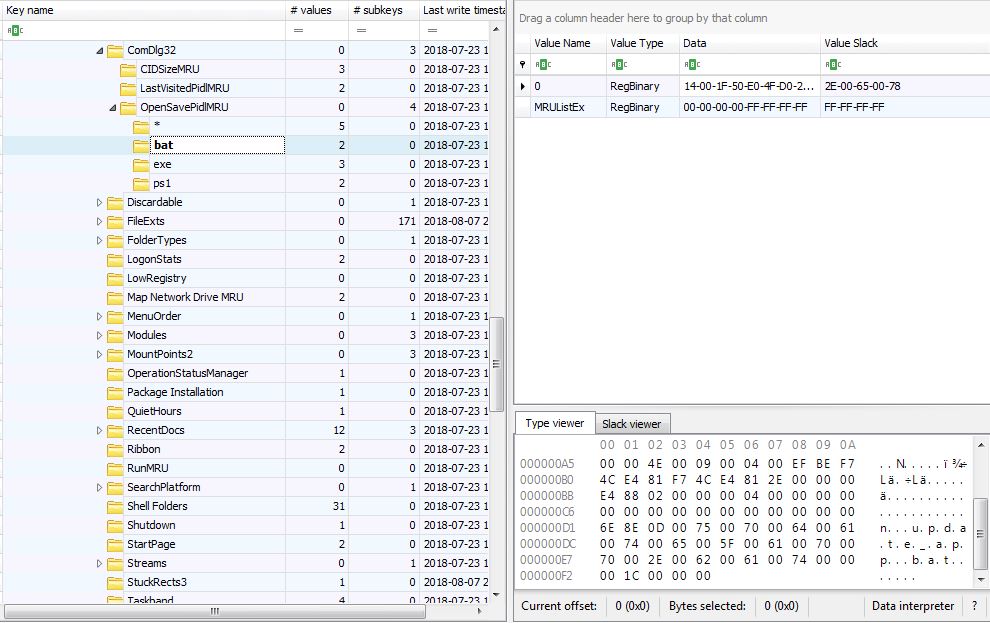 Key name # values # subkeys Last write timesta
ABC = = =
ComDlg32 0 3 2018-07-23 1
CIDSizeMRU 3 0 2018-07-23 1
LastVisitedPidlMRU 2 0 2018-07-23 1
OpenSavePidlMRU 0 4 2018-07-23 1
* 5 0 2018-07-23 1
bat 2 0 2018-07-23 1
exe 3 0 2018-07-23 1
ps1 2 0 2018-07-23 1
Discardable 0 1 2018-07-23 1
FileExts 0 171 2018-08-07 2
FolderTypes 0 1 2018-07-23 1
LogonStats 2 0 2018-07-23 1
LowRegistry 0 0 2018-07-23 1
Map Network Drive MRU 2 0 2018-07-23 1
MenuOrder 0 1 2018-07-23 1
Modules 0 3 2018-07-23 1
MountPoints2 0 3 2018-07-23 1
OperationStatusManager 1 0 2018-07-23 1
Package Installation 1 0 2018-07-23 1
QuietHours 1 0 2018-07-23 1
RecentDocs 12 3 2018-07-23 1
Ribbon 2 0 2018-07-23 1
RunMRU 0 0 2018-07-23 1
SearchPlatform 0 1 2018-07-23 1
Shell Folders 31 0 2018-07-23 1
Shutdown 1 0 2018-07-23 1
StartPage 2 0 2018-07-23 1
Streams 0 1 2018-07-23 1
StuckRects3 1 0 2018-08-07 2
Taskband 4 0 2018-07-23 1
Drag a column header here to group by that column
Value Name Value Type Data Value Slack
ABC ABC ABC ABC
0 RegBinary 14-00-1F-50-E0-4F-D0-2... 2E-00-65-00-78
MRUListEx RegBinary 00-00-00-00-FF-FF-FF-FF FF-FF-FF-FF
Type viewer Slack viewer
00 01 02 03 04 05 06 07 08 09 0A
000000A5 00 00 4E 00 09 00 04 00 EF BE F7 ..N.....ï¾÷
000000B0 4C E4 81 F7 4C E4 81 2E 00 00 00 Lä.÷Lä.....
000000BB E4 88 02 00 00 00 04 00 00 00 00 ä..........
000000C6 00 00 00 00 00 00 00 00 00 00 00 ...........
000000D1 6E 8E 0D 00 75 00 70 00 64 00 61 n...u.p.d.a
000000DC 00 74 00 65 00 5F 00 61 00 70 00 .t.e._.a.p.
000000E7 70 00 2E 00 62 00 61 00 74 00 00 p...b.a.t..
000000F2 00 1C 00 00 00 .....
Current offset: 0 (0x0) Bytes selected: 0 (0x0) Data interpreter ?